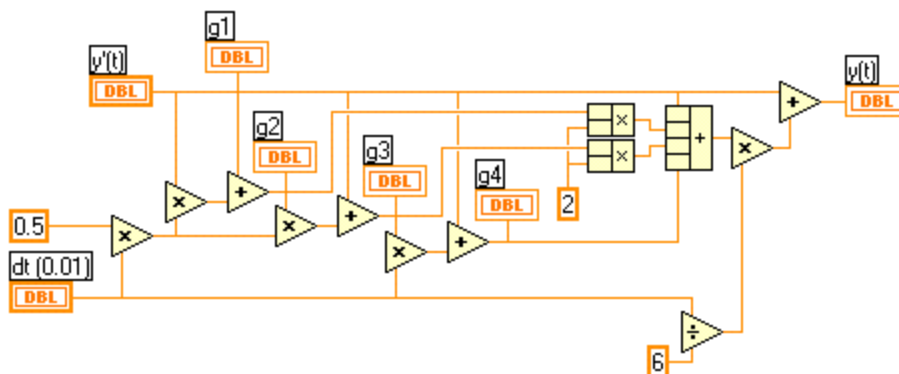 g1
DBL
y'(t)
DBL
y(t)
DBL
+
×
g2
DBL
×
+
×
+
×
g3
DBL
×
+
g4
DBL
2
0.5
×
×
+
×
+
dt (0.01)
DBL
÷
6